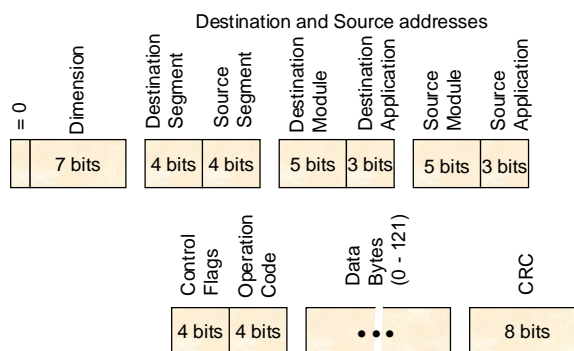 Destination and Source addresses
= 0
Dimension
Destination
Segment
Source
Segment
Destination
Module
Destination
Application
Source
Module
Source
Application
7 bits
4 bits
4 bits
5 bits
3 bits
5 bits
3 bits
Control
Flags
Operation
Code
Data
Bytes
(0 - 121)
CRC
4 bits
4 bits
•••
8 bits